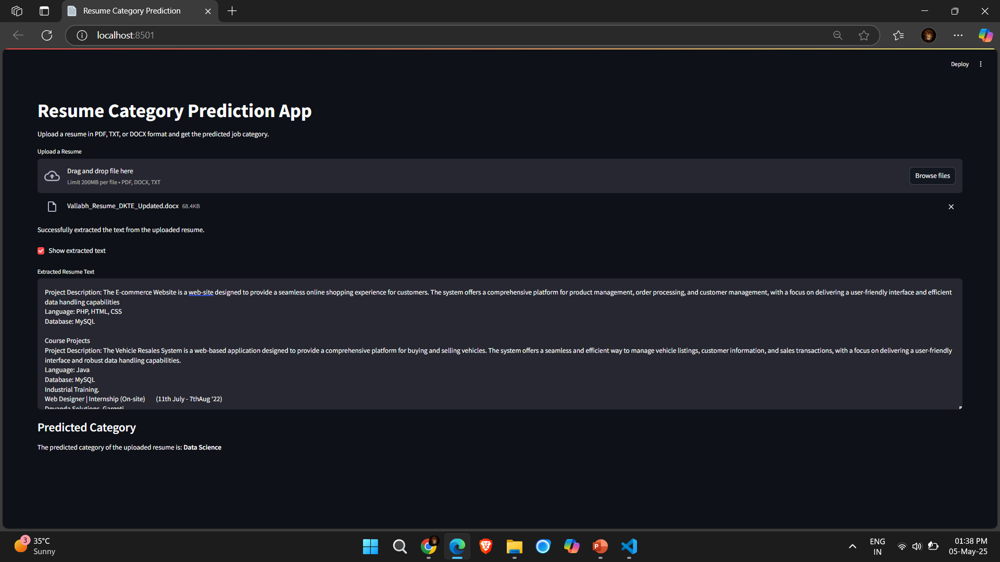 Resume Category Prediction
localhost:8501
Deploy
Resume Category Prediction App
Upload a resume in PDF, TXT, or DOCX format and get the predicted job category.
Upload a Resume
Drag and drop file here
Limit 200MB per file • PDF, DOCX, TXT
Browse files
Vallabh_Resume_DKTE_Updated.docx 68.4KB
Successfully extracted the text from the uploaded resume.
Show extracted text
Extracted Resume Text
Project Description: The E-commerce Website is a web-site designed to provide a seamless online shopping experience for customers. The system offers a comprehensive platform for product management, order processing, and customer management, with a focus on delivering a user-friendly interface and efficient
data handling capabilities
Language: PHP, HTML, CSS
Database: MySQL
Course Projects
Project Description: The Vehicle Resales System is a web-based application designed to provide a comprehensive platform for buying and selling vehicles. The system offers a seamless and efficient way to manage vehicle listings, customer information, and sales transactions, with a focus on delivering a user-friendly
interface and robust data handling capabilities.
Language: Java
Database: MySQL
Industrial Training.
Web Designer | Internship (On-site) (11th July - 7thAug ‘22)
Dnyanda Solutions, Gargoti
Predicted Category
The predicted category of the uploaded resume is: Data Science
3
35°C
Sunny
ENG
IN
01:38 PM
05-May-25